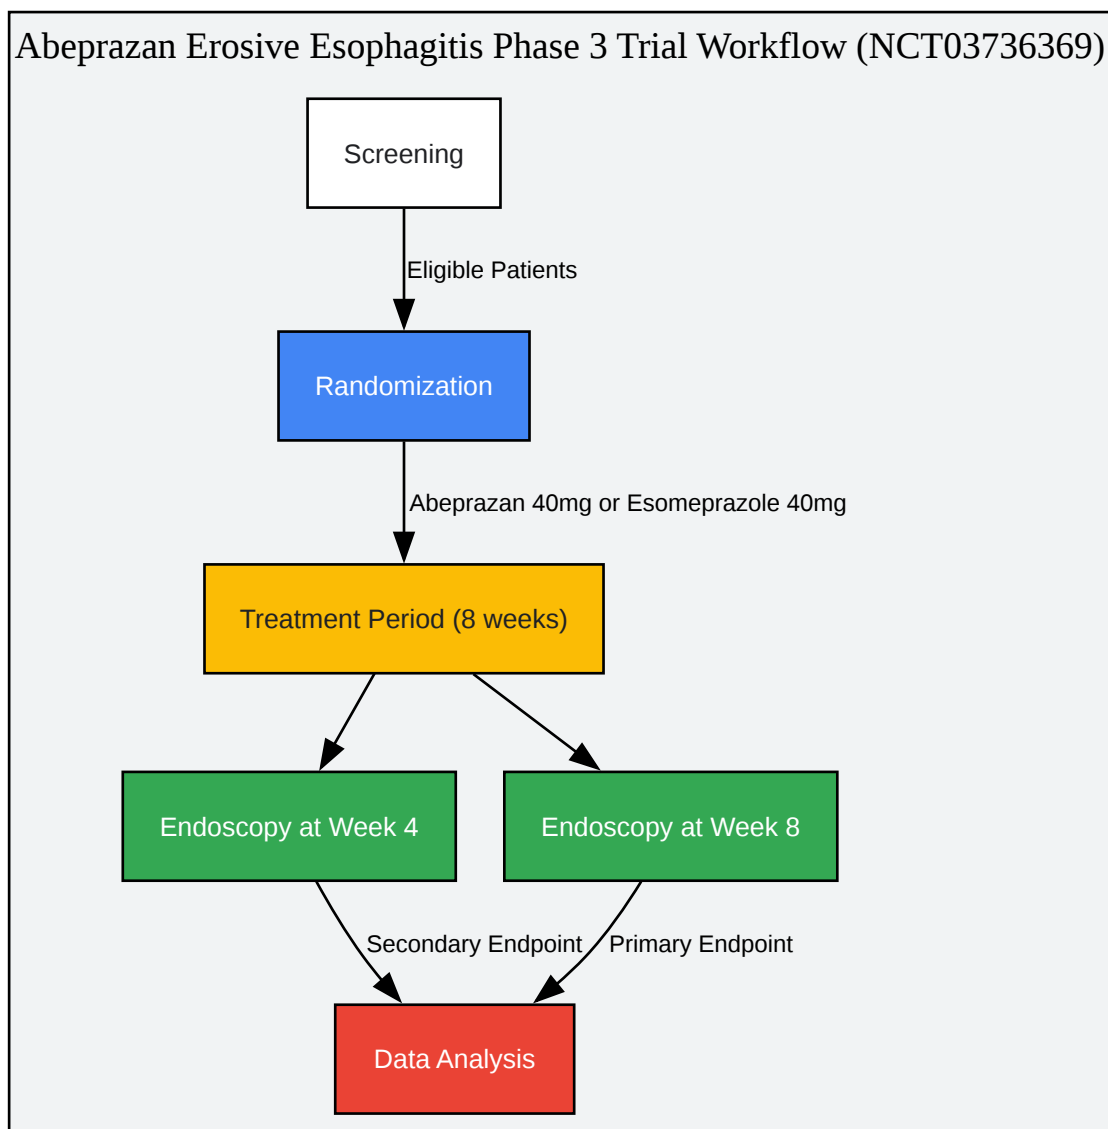 Abeprazan Erosive Esophagitis Phase 3 Trial Workflow (NCT03736369)
Screening
Eligible Patients
Randomization
Abeprazan 40mg or Esomeprazole 40mg
Treatment Period (8 weeks)
Endoscopy at Week 4
Endoscopy at Week 8
Secondary Endpoint
Primary Endpoint
Data Analysis